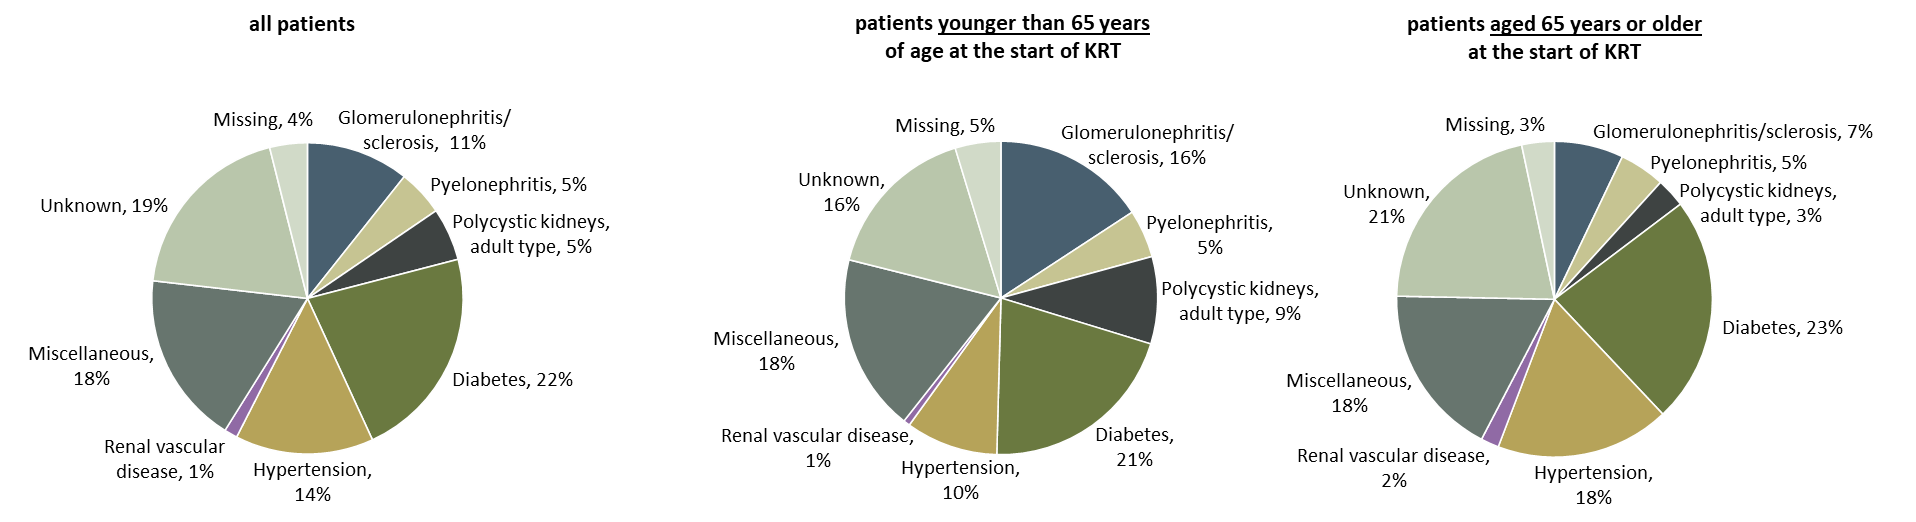 all patients
Missing, 4%
Glomerulonephritis/
sclerosis, 11%
Pyelonephritis, 5%
Polycystic kidneys,
adult type, 5%
Diabetes, 22%
Hypertension,
14%
Renal vascular
disease, 1%
Miscellaneous,
18%
Unknown, 19%
patients younger than 65 years
of age at the start of KRT
Missing, 5%
Glomerulonephritis/
sclerosis, 16%
Pyelonephritis,
5%
Polycystic kidneys,
adult type, 9%
Diabetes,
21%
Hypertension,
10%
Renal vascular disease,
1%
Miscellaneous,
18%
Unknown,
16%
patients aged 65 years or older
at the start of KRT
Missing, 3%
Glomerulonephritis/sclerosis, 7%
Pyelonephritis, 5%
Polycystic kidneys,
adult type, 3%
Diabetes, 23%
Hypertension,
18%
Renal vascular disease,
2%
Miscellaneous,
18%
Unknown,
21%